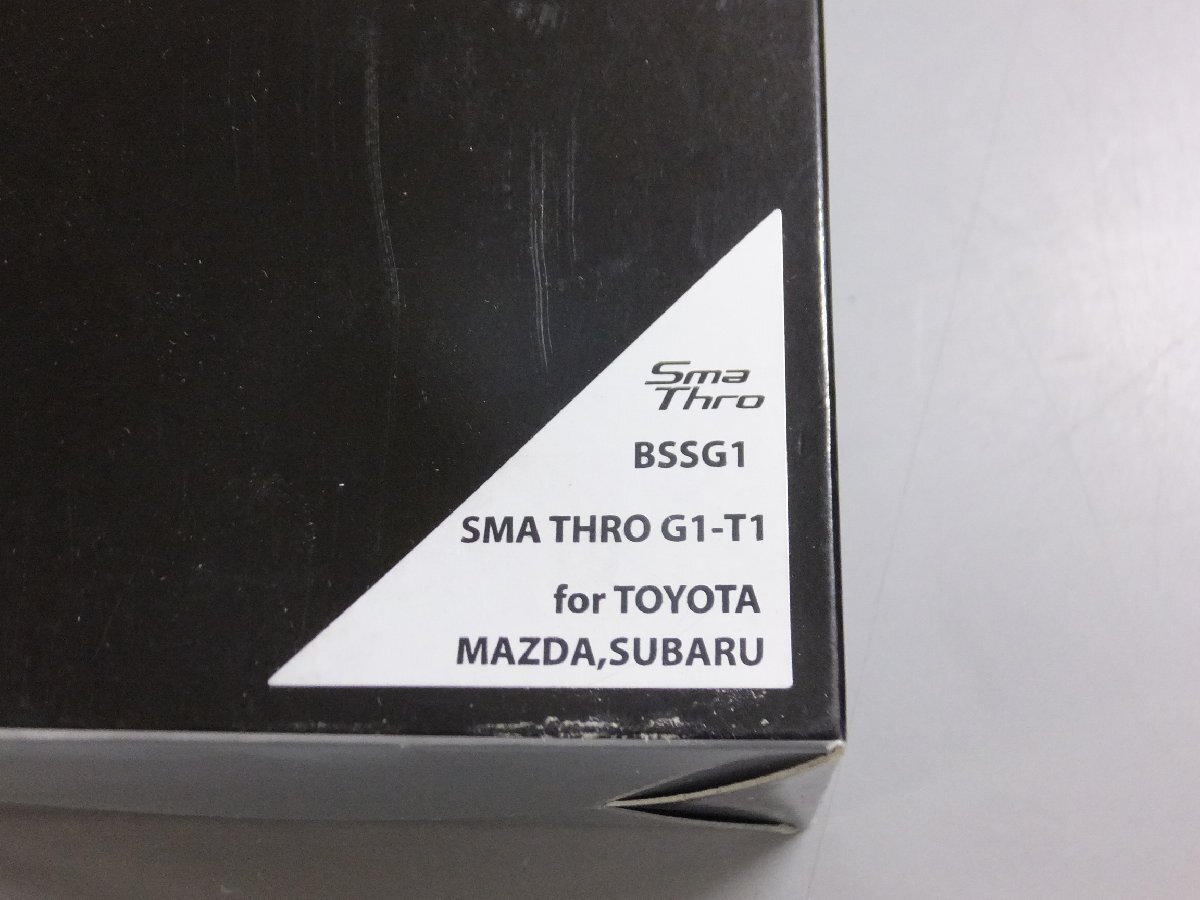 Sma
Thro
BSSG1
SMA THRO G1-T1
for TOYOTA
MAZDA,SUBARU